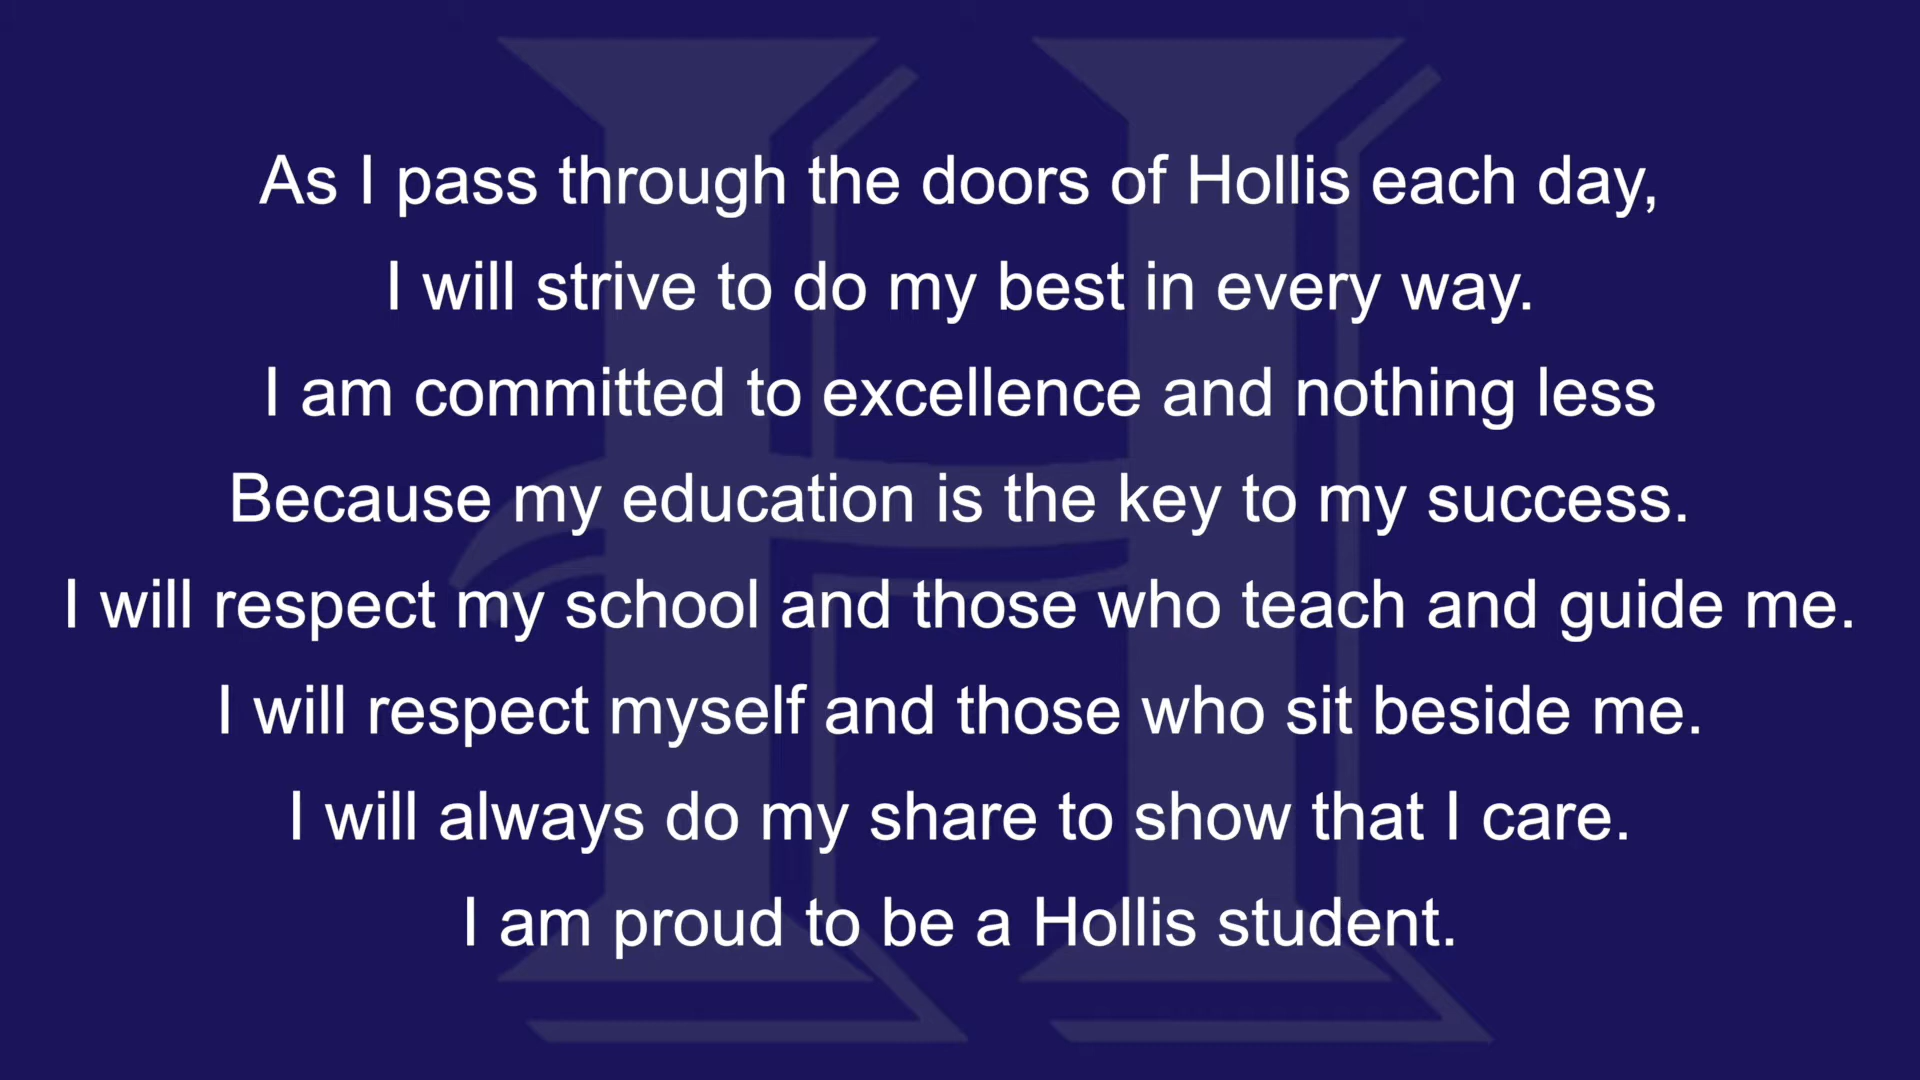 As I pass through the doors of Hollis each day,
I will strive to do my best in every way.
I am committed to excellence and nothing less
Because my education is the key to my success.
I will respect my school and those who teach and guide me.
I will respect myself and those who sit beside me.
I will always do my share to show that I care.
I am proud to be a Hollis student.